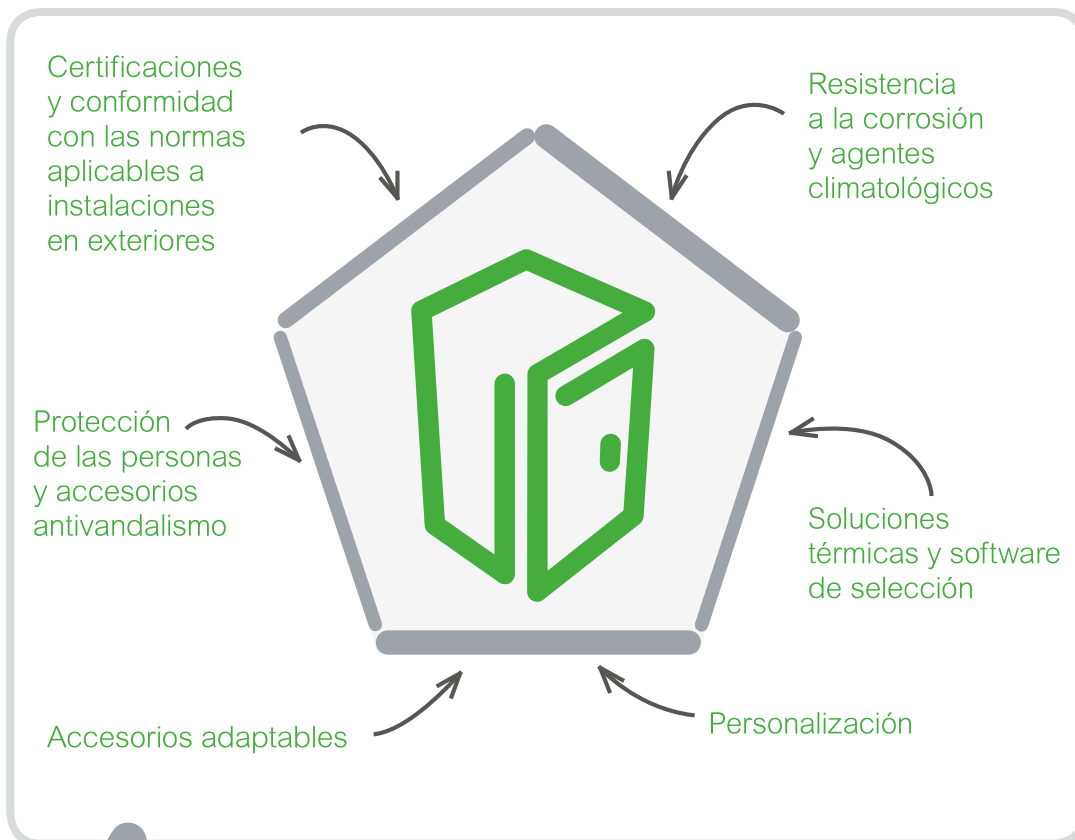 Certificaciones
y conformidad
con las normas
aplicables a
instalaciones
en exteriores
Resistencia
a la corrosión
y agentes
climatológicos
Protección
de las personas
y accesorios
antivandalismo
Soluciones
térmicas y software
de selección
Accesorios adaptables
Personalización